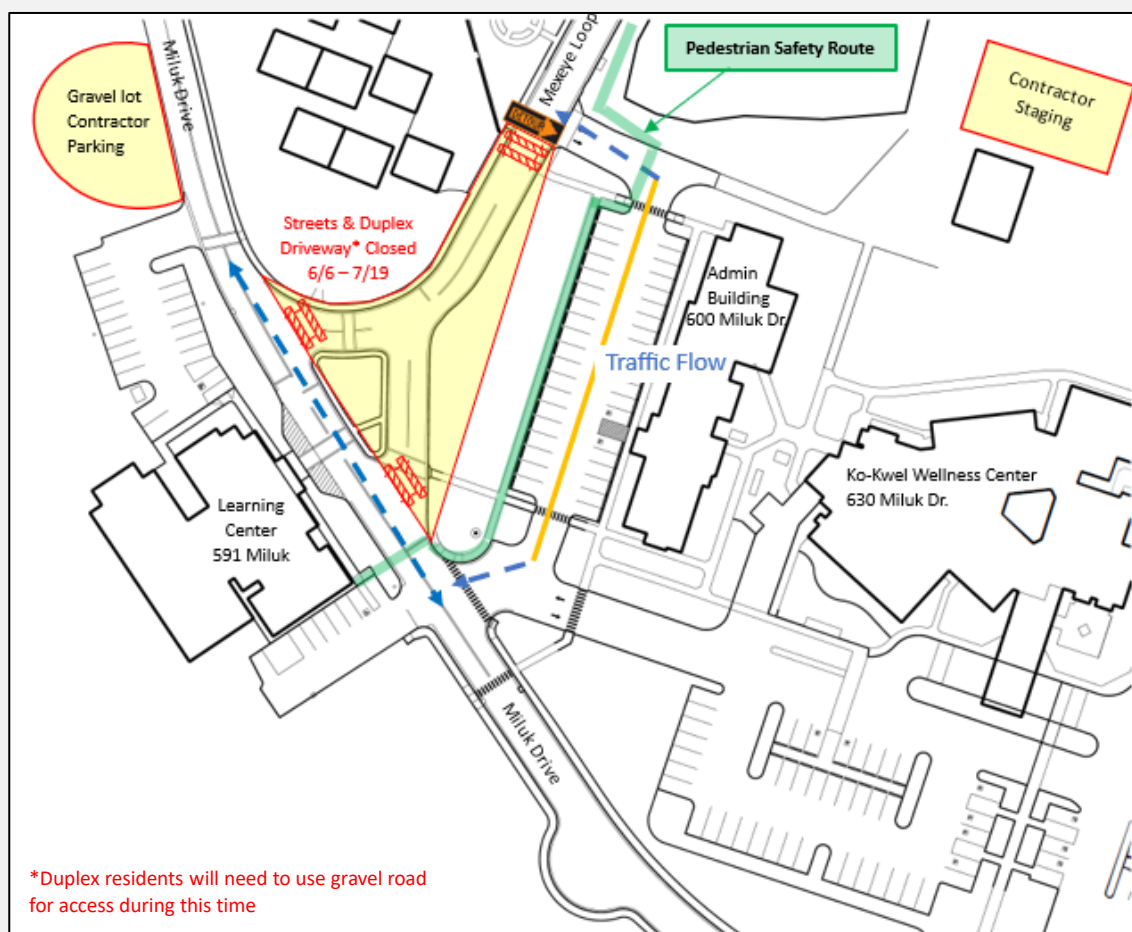 Miluk Drive
Gravel lot
Contractor
Parking
Mexeye Loop
DETOUR
Pedestrian Safety Route
Contractor
Staging
Streets & Duplex
Driveway* Closed
6/6 – 7/19
Admin
Building
600 Miluk Dr.
Traffic Flow
Ko-Kwel Wellness Center
630 Miluk Dr.
Learning
Center
591 Miluk
Miluk Drive
*Duplex residents will need to use gravel road
for access during this time